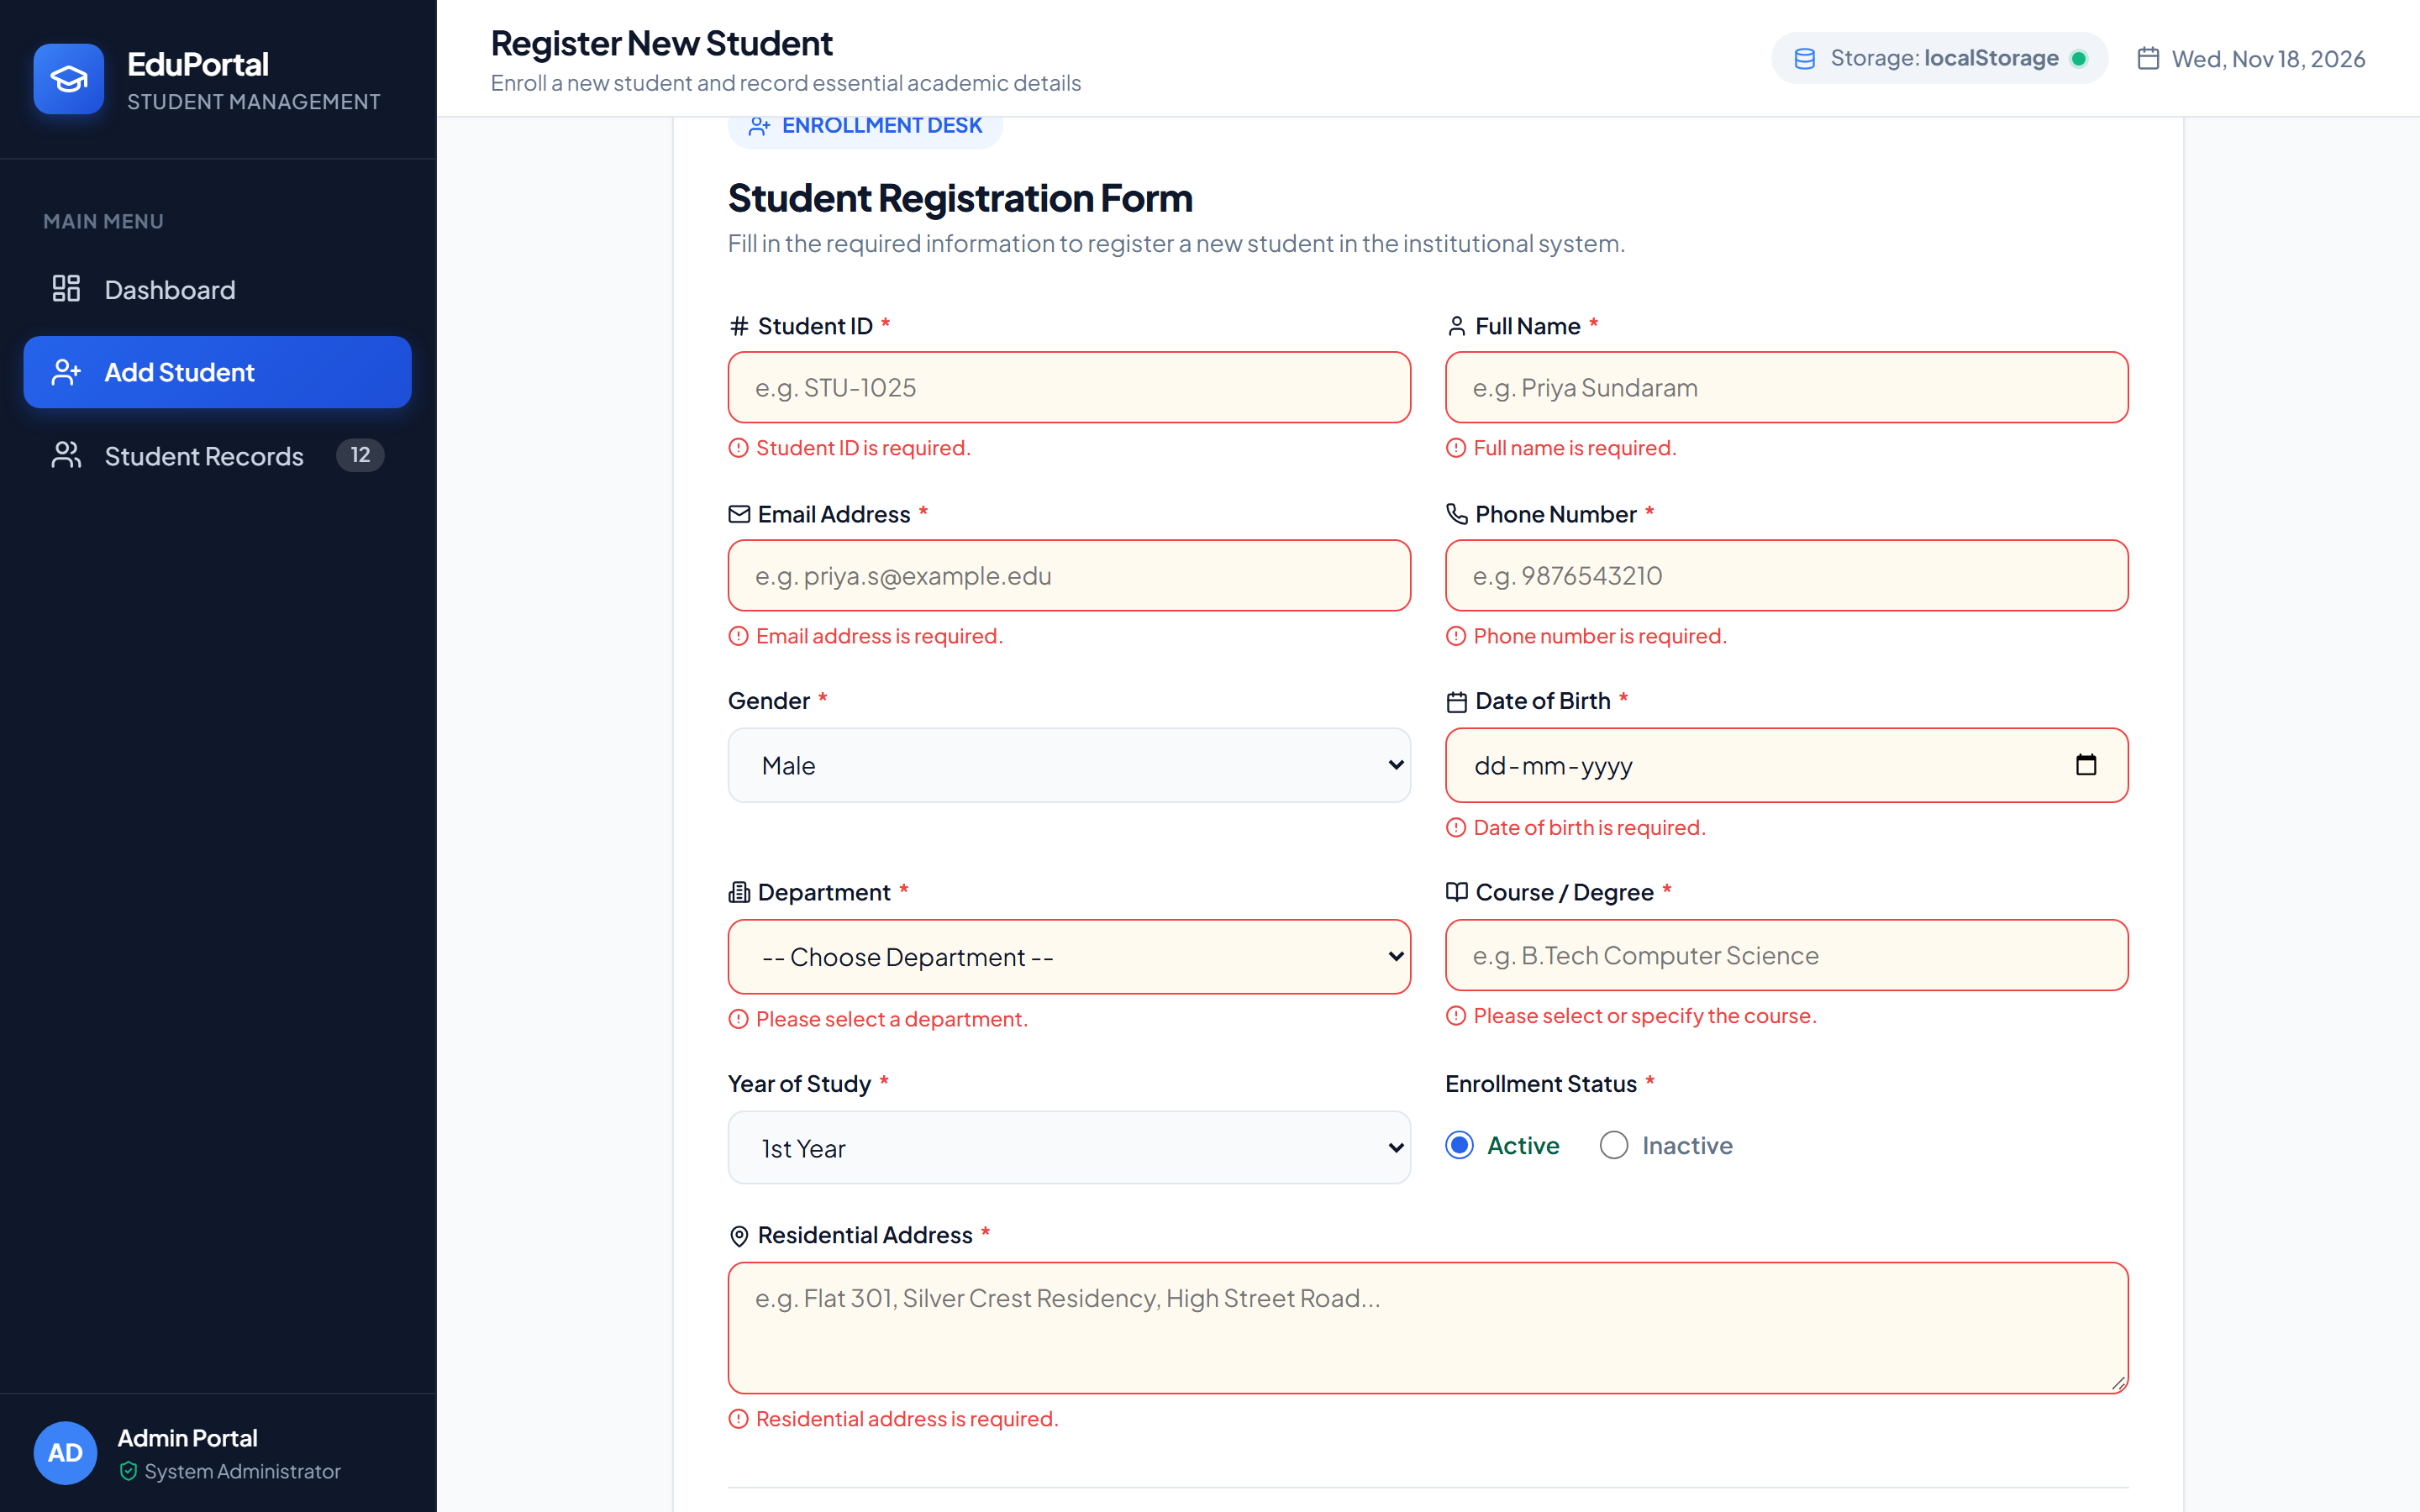 EduPortal
STUDENT MANAGEMENT
MAIN MENU
Dashboard
Add Student
Student Records 12
AD
Admin Portal
System Administrator
Register New Student
Enroll a new student and record essential academic details
Storage: localStorage
Wed, Nov 18, 2026
ENROLLMENT DESK
Student Registration Form
Fill in the required information to register a new student in the institutional system.
Student ID *
e.g. STU-1025
Student ID is required.
Full Name *
e.g. Priya Sundaram
Full name is required.
Email Address *
e.g. priya.s@example.edu
Email address is required.
Phone Number *
e.g. 9876543210
Phone number is required.
Gender *
Male
Date of Birth *
dd-mm-yyyy
Date of birth is required.
Department *
-- Choose Department --
Please select a department.
Course / Degree *
e.g. B.Tech Computer Science
Please select or specify the course.
Year of Study *
1st Year
Enrollment Status *
Active Inactive
Residential Address *
e.g. Flat 301, Silver Crest Residency, High Street Road...
Residential address is required.